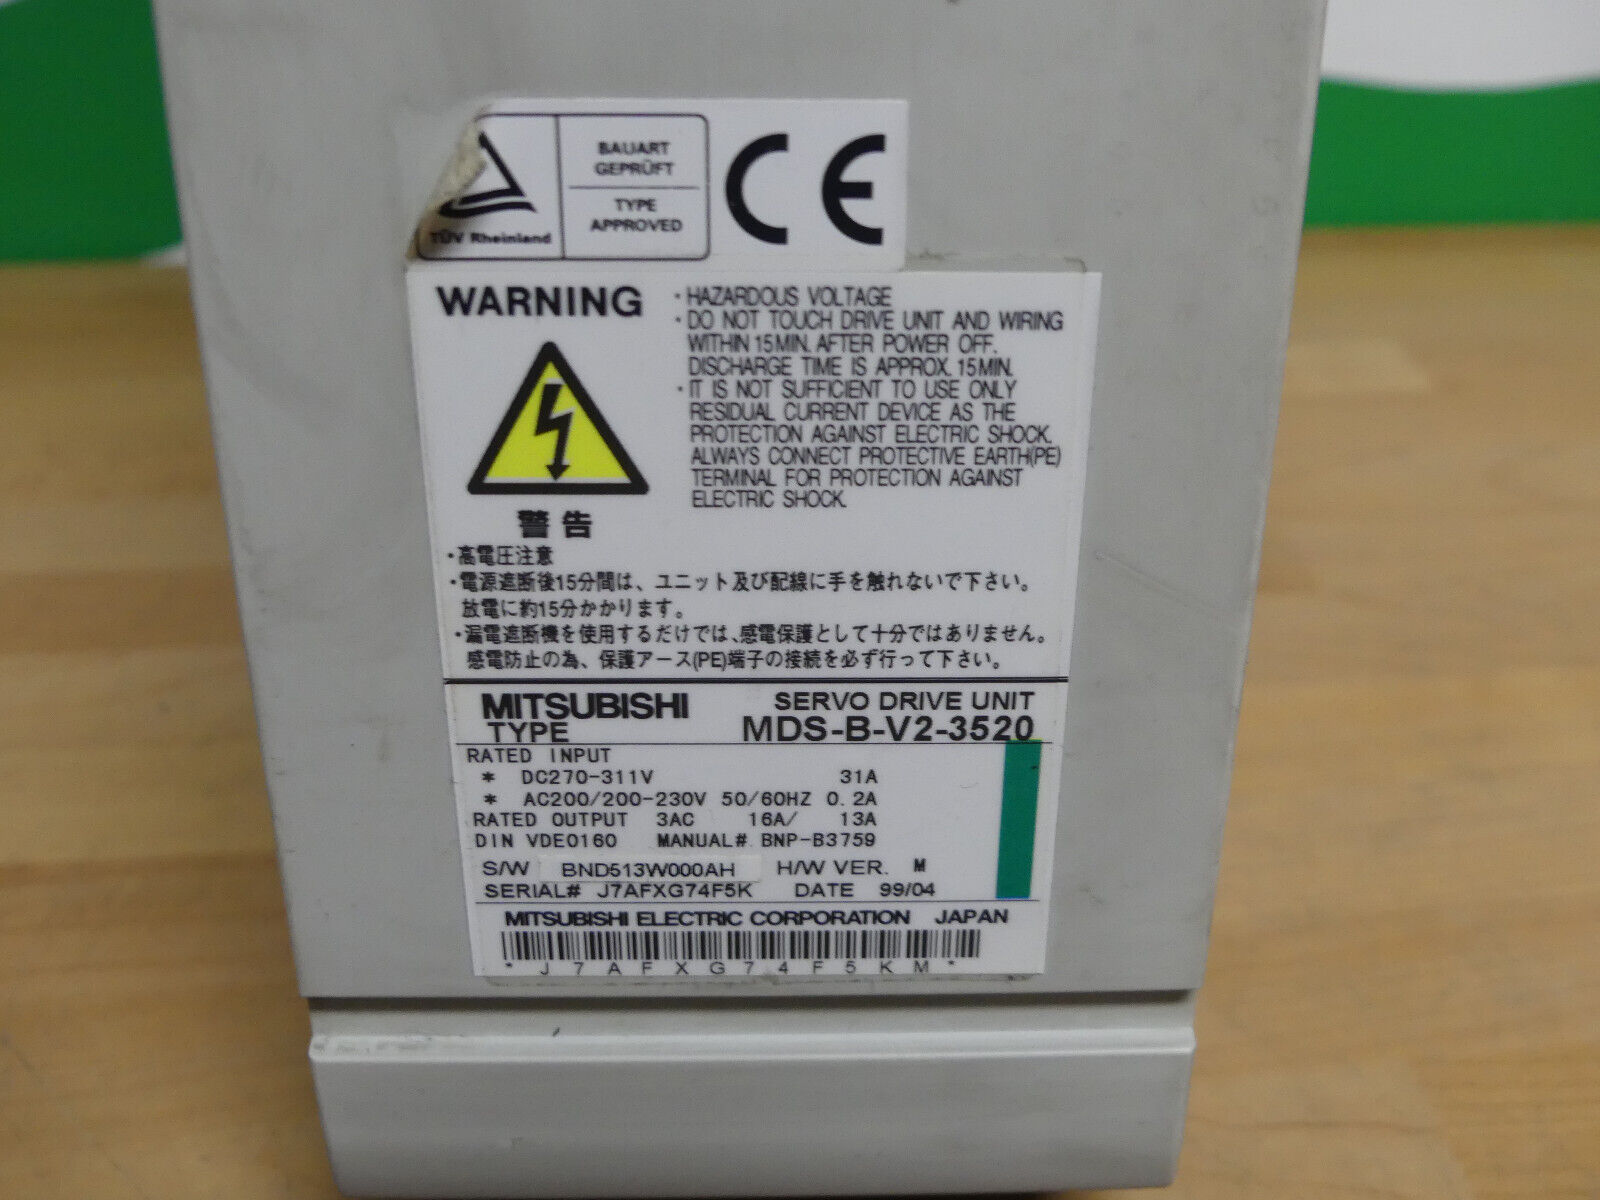 BAUART
GEPRÜFT
TYPE
APPROVED
TÜV Rheinland
CE
WARNING
・HAZARDOUS VOLTAGE
・DO NOT TOUCH DRIVE UNIT AND WIRING
WITHIN 15MIN. AFTER POWER OFF.
DISCHARGE TIME IS APPROX. 15MIN.
・IT IS NOT SUFFICIENT TO USE ONLY
RESIDUAL CURRENT DEVICE AS THE
PROTECTION AGAINST ELECTRIC SHOCK.
ALWAYS CONNECT PROTECTIVE EARTH(PE)
TERMINAL FOR PROTECTION AGAINST
ELECTRIC SHOCK.
警告
・高電圧注意
・電源遮断後15分間は、ユニット及び配線に手を触れないで下さい。
放電に約15分かかります。
・漏電遮断機を使用するだけでは、感電保護として十分ではありません。
感電防止の為、保護アース(PE)端子の接続を必ず行って下さい。
MITSUBISHI SERVO DRIVE UNIT
TYPE MDS-B-V2-3520
RATED INPUT
* DC270-311V 31A
* AC200/200-230V 50/60HZ 0.2A
RATED OUTPUT 3AC 16A/ 13A
DIN VDE0160 MANUAL# BNP-B3759
S/W BND513W000AH H/W VER. M
SERIAL# J7AFXG74F5K DATE 99/04
MITSUBISHI ELECTRIC CORPORATION JAPAN
* J 7 A F X G 7 4 F 5 K M *